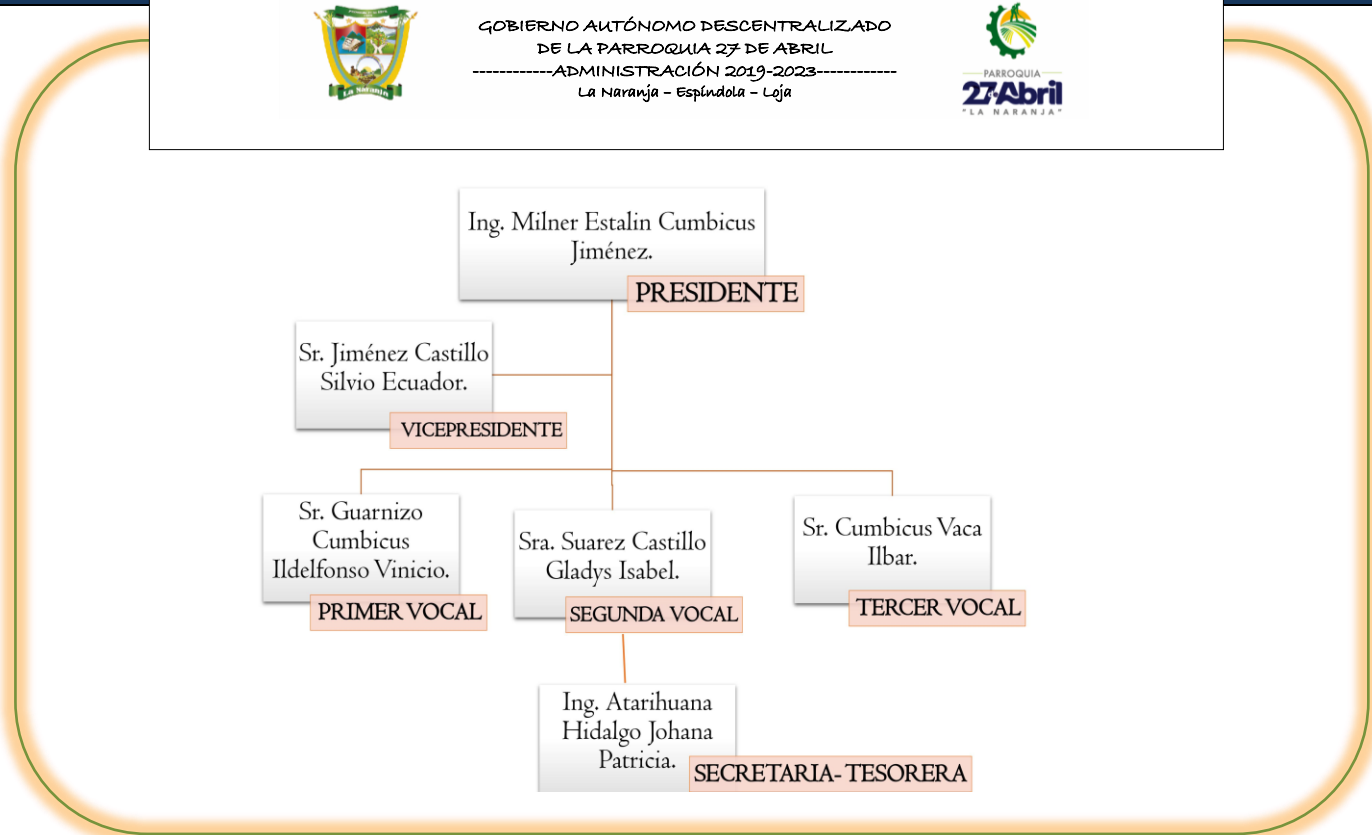 GOBIERNO AUTÓNOMO DESCENTRALIZADO
DE LA PARROQUIA 27 DE ABRIL
------------ADMINISTRACIÓN 2019-2023------------
La Naranja – Espíndola – Loja
La Naranja
PARROQUIA
27 de Abril
"LA NARANJA"
Ing. Milner Estalin Cumbicus
Jiménez.
PRESIDENTE
Sr. Jiménez Castillo
Silvio Ecuador.
VICEPRESIDENTE
Sr. Guarnizo
Cumbicus
Ildelfonso Vinicio.
PRIMER VOCAL
Sra. Suarez Castillo
Gladys Isabel.
SEGUNDA VOCAL
Sr. Cumbicus Vaca
Ilbar.
TERCER VOCAL
Ing. Atarihuana
Hidalgo Johana
Patricia.
SECRETARIA- TESORERA